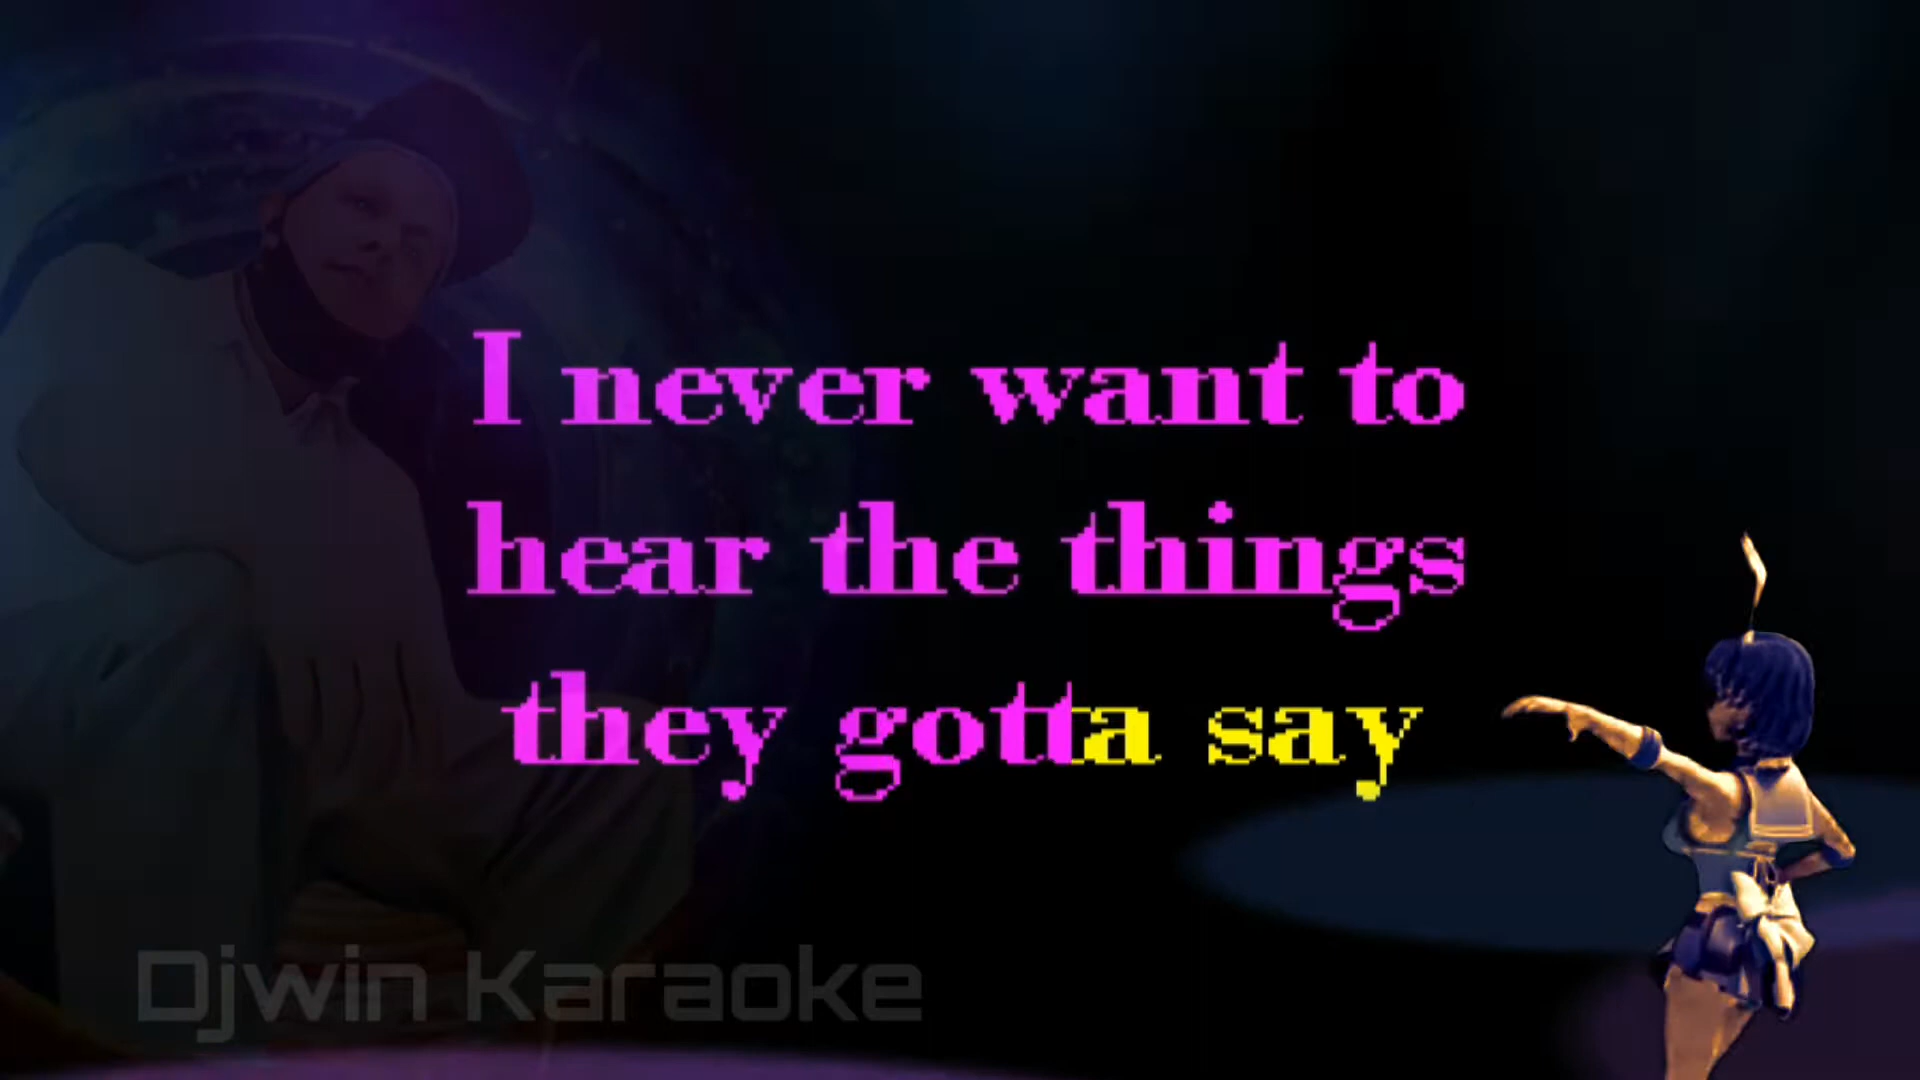 I never want to
hear the things
they gotta say
Djwin Karaoke